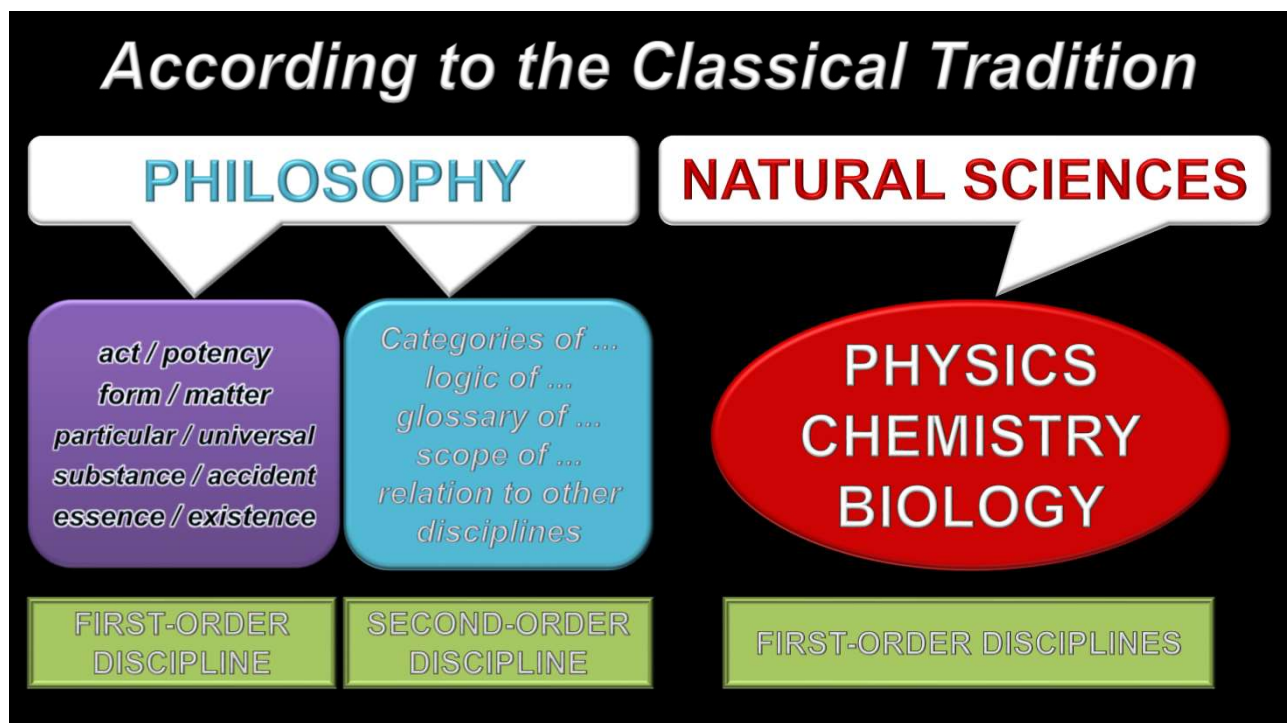 According to the Classical Tradition
PHILOSOPHY
NATURAL SCIENCES
act / potency
form / matter
particular / universal
substance / accident
essence / existence
Categories of ...
logic of ...
glossary of ...
scope of ...
relation to other
disciplines
PHYSICS
CHEMISTRY
BIOLOGY
FIRST-ORDER
DISCIPLINE
SECOND-ORDER
DISCIPLINE
FIRST-ORDER DISCIPLINES